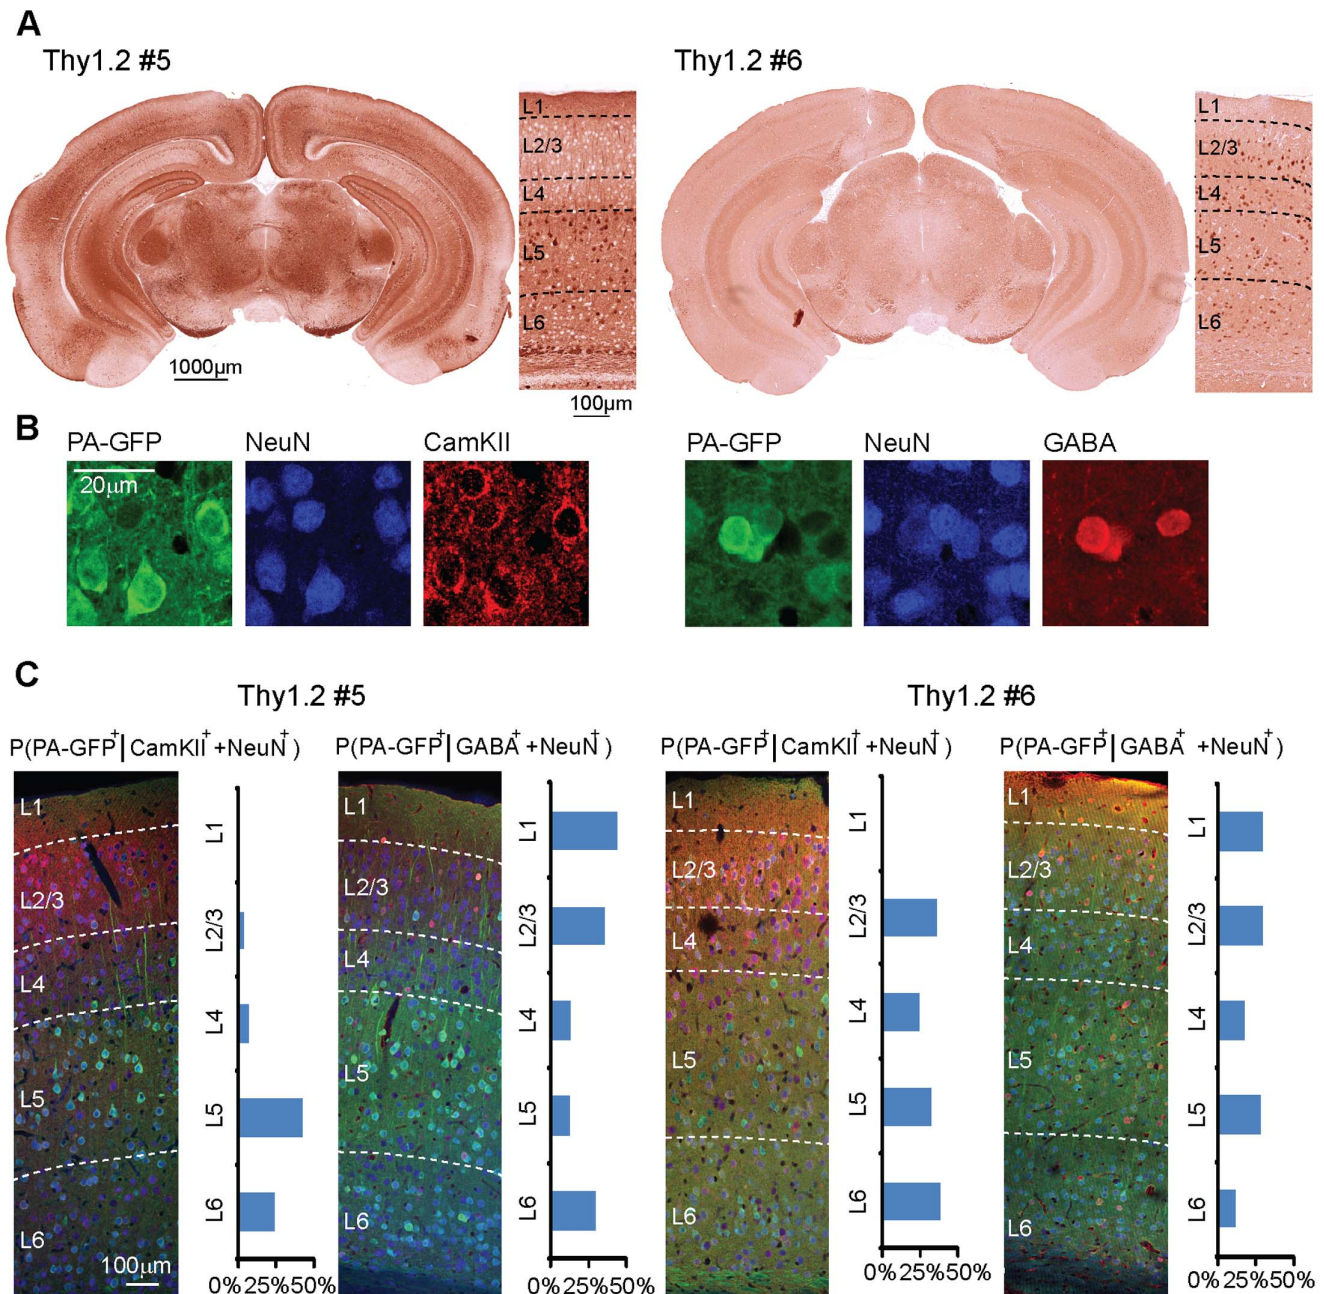 A
Thy1.2 #5
Thy1.2 #6
L1
L2/3
L4
L5
L6
1000µm
100µm
L1
L2/3
L4
L5
L6
B
PA-GFP
NeuN
CamKII
PA-GFP
NeuN
GABA
20µm
C
Thy1.2 #5
Thy1.2 #6
P(PA-GFP⁺|CamKII⁺+NeuN⁺)
P(PA-GFP⁺|GABA⁺+NeuN⁺)
P(PA-GFP⁺|CamKII⁺+NeuN⁺)
P(PA-GFP⁺|GABA⁺ +NeuN⁺)
L1
L2/3
L4
L5
L6
100µm
L1
L2/3
L4
L5
L6
0%25%50%
L1
L2/3
L4
L5
L6
L1
L2/3
L4
L5
L6
0%25%50%
L1
L2/3
L4
L5
L6
L2/3
L4
L5
L6
0%25%50%
L1
L2/3
L4
L5
L6
L1
L2/3
L4
L5
L6
0%25%50%